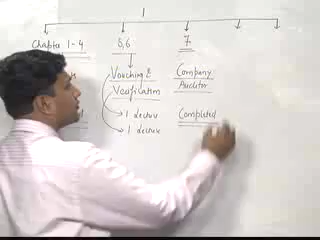 1
Chapter 1-4
5,6
7
Vouching &
Verification
Company
Auditor
1 lecture
1 lecture
Completed